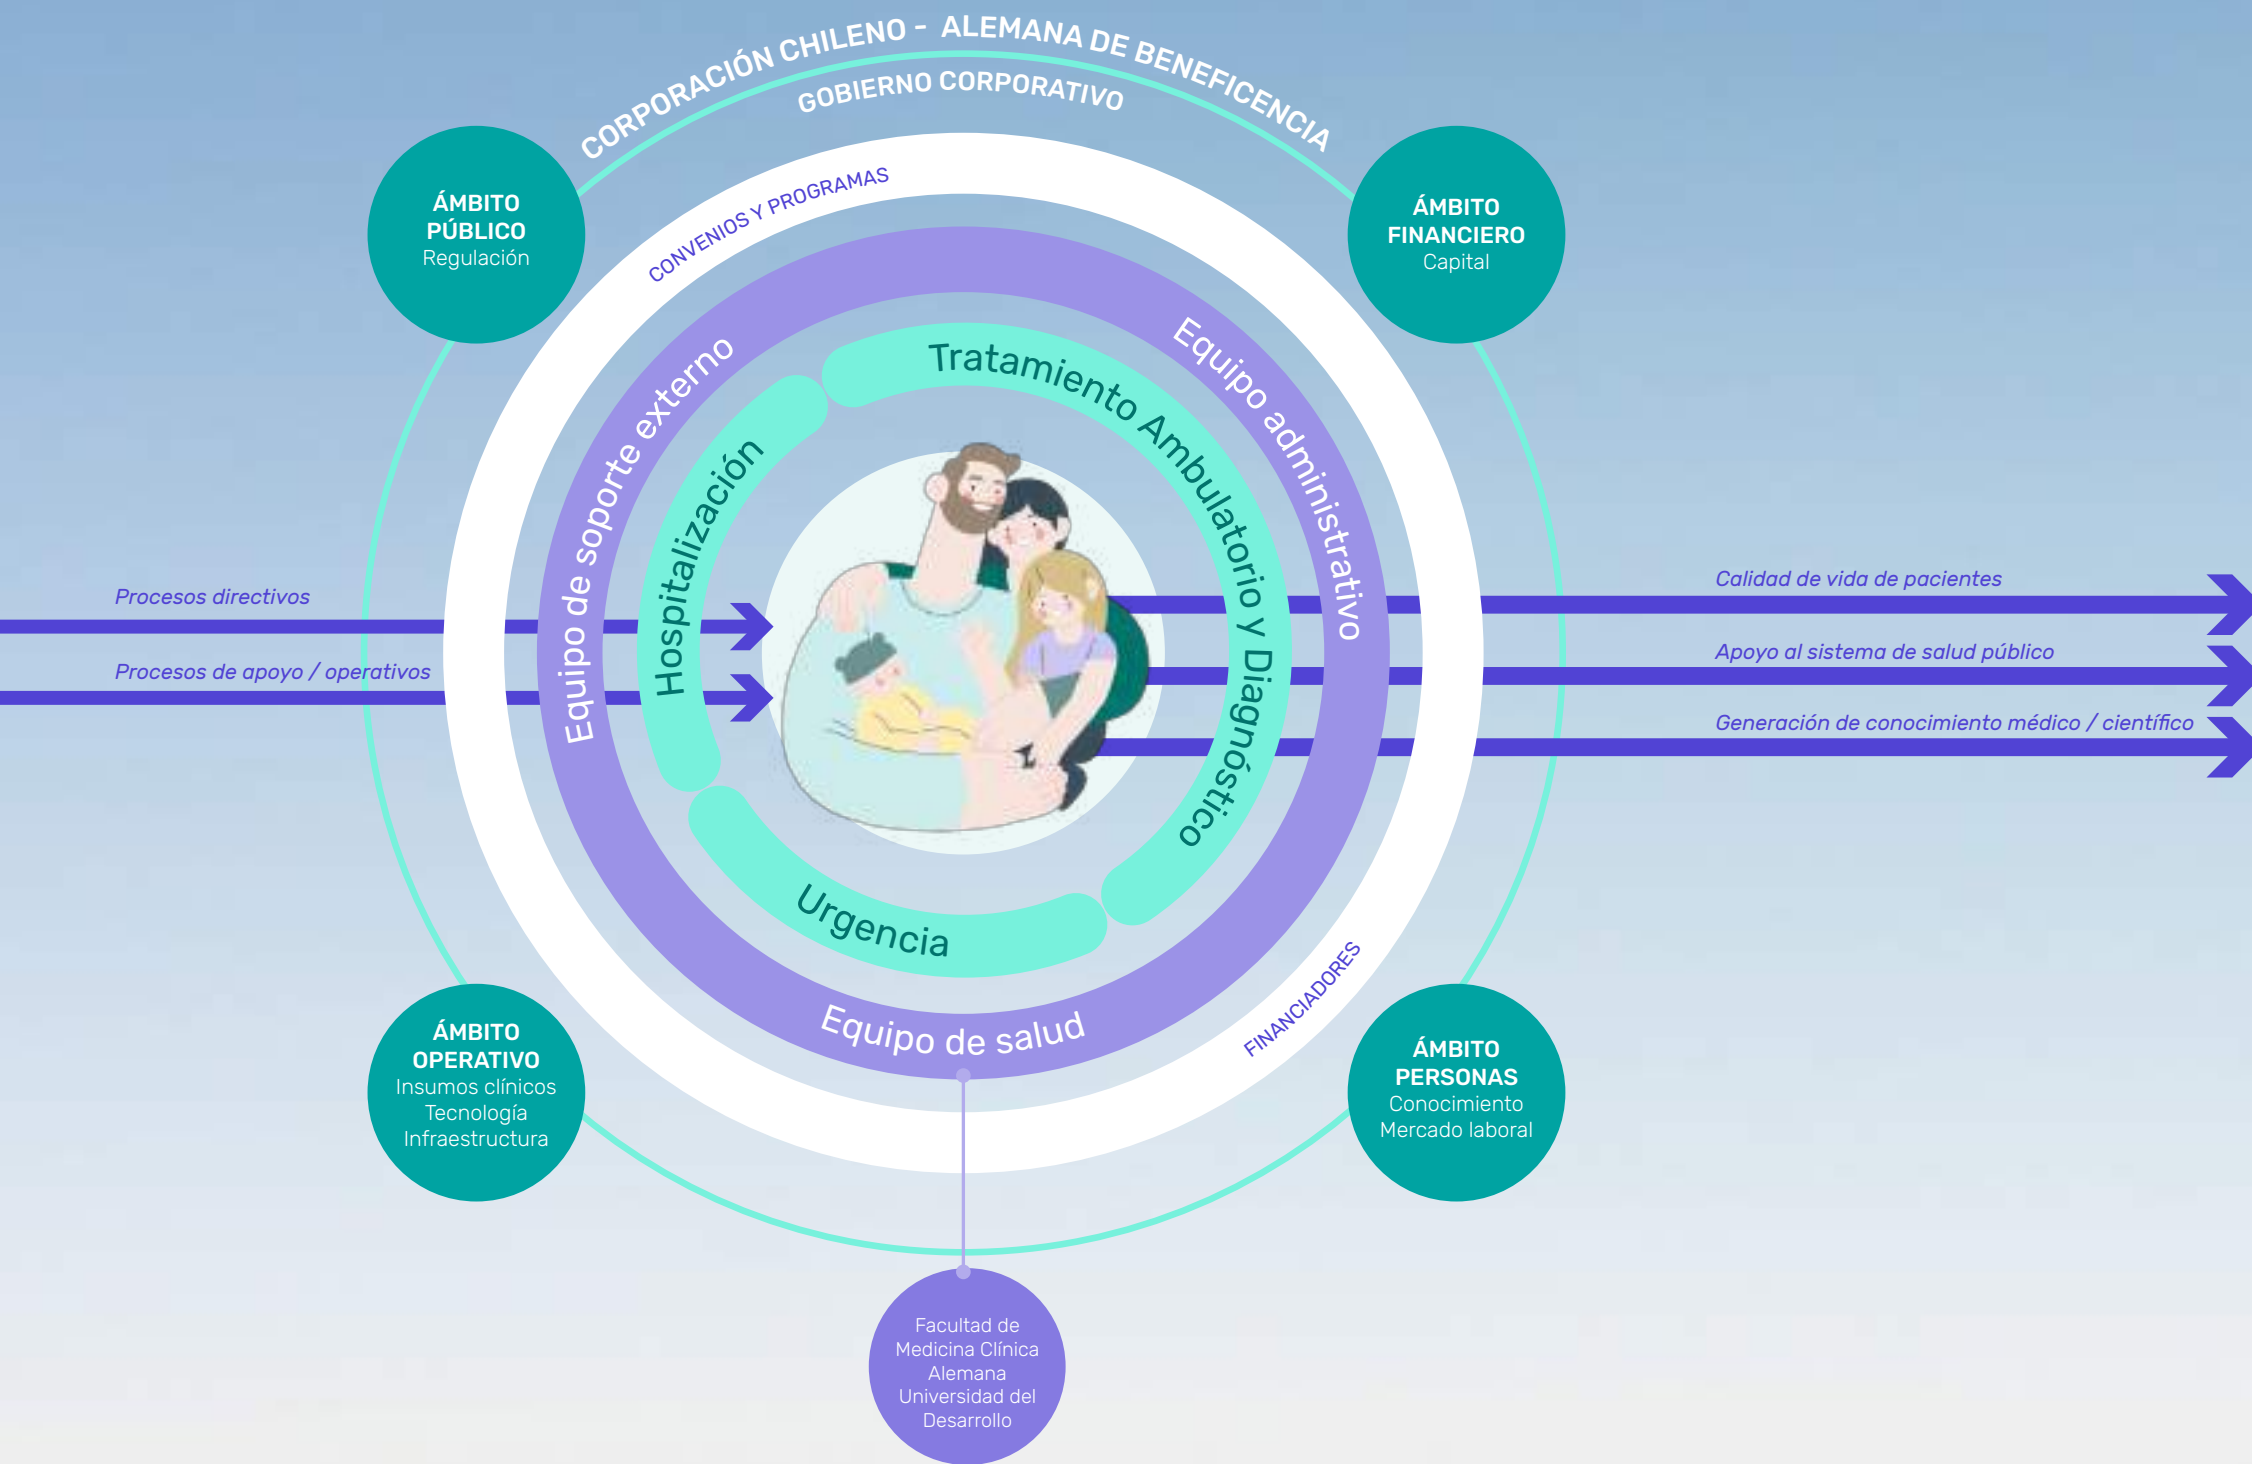 CORPORACIÓN CHILENO - ALEMANA DE BENEFICENCIA
GOBIERNO CORPORATIVO
ÁMBITO
PÚBLICO
Regulación
ÁMBITO
FINANCIERO
Capital
CONVENIOS Y PROGRAMAS
Equipo de soporte externo
Equipo administrativo
Tratamiento Ambulatorio y Diagnóstico
Hospitalización
Procesos directivos
Procesos de apoyo / operativos
Calidad de vida de pacientes
Apoyo al sistema de salud público
Generación de conocimiento médico / científico
Urgencia
Equipo de salud
FINANCIADORES
ÁMBITO
OPERATIVO
Insumos clínicos
Tecnología
Infraestructura
ÁMBITO
PERSONAS
Conocimiento
Mercado laboral
Facultad de
Medicina Clínica
Alemana
Universidad del
Desarrollo